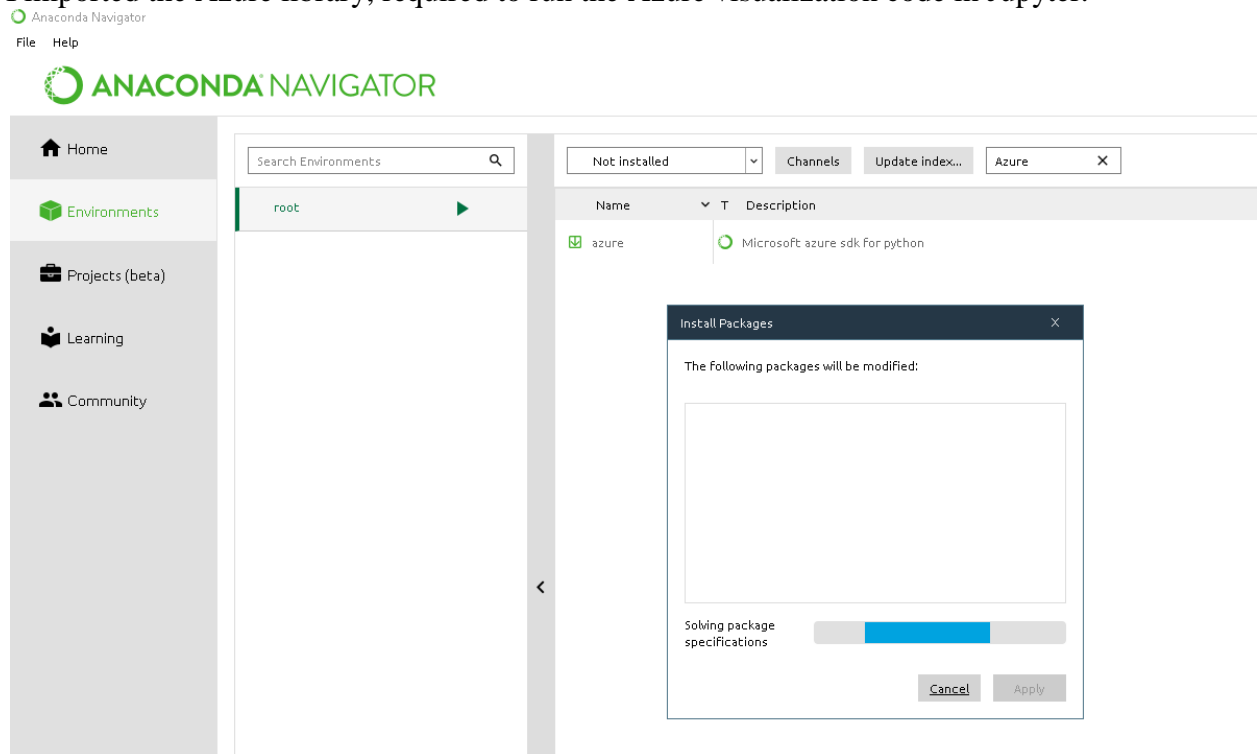 Anaconda Navigator
File Help
ANACONDA NAVIGATOR
Home
Environments
Projects (beta)
Learning
Community
Search Environments
root
Not installed
Channels
Update index...
Azure
Name
T
Description
azure
Microsoft azure sdk for python
Install Packages
X
The following packages will be modified:
Solving package
specifications
Cancel
Apply